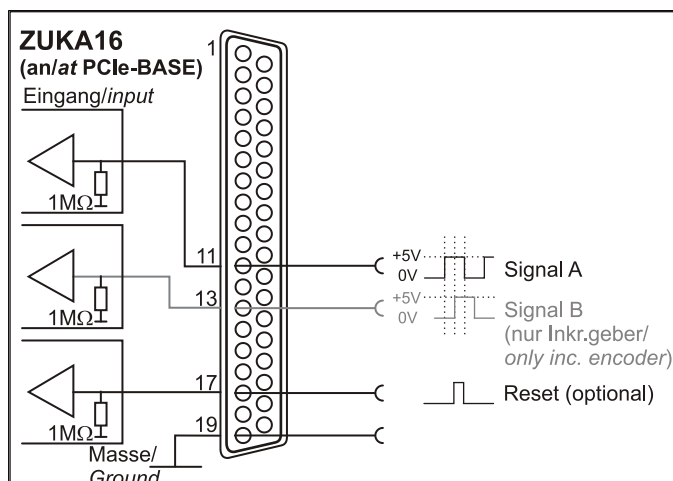 ZUKA16
(an/at PCIe-BASE)
Eingang/input
1
1MΩ
11
+5V
0V
Signal A
13
+5V
0V
Signal B
(nur Inkr.geber/
only inc. encoder)
1MΩ
17
Reset (optional)
19
1MΩ
Masse/
Ground